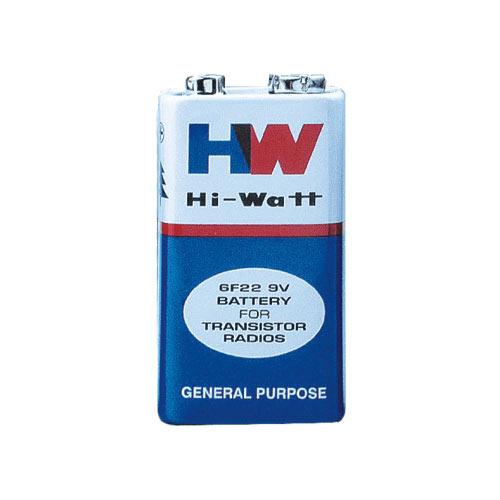 HW
Hi-Watt
6F22 9V
BATTERY
FOR
TRANSISTOR
RADIOS
GENERAL PURPOSE